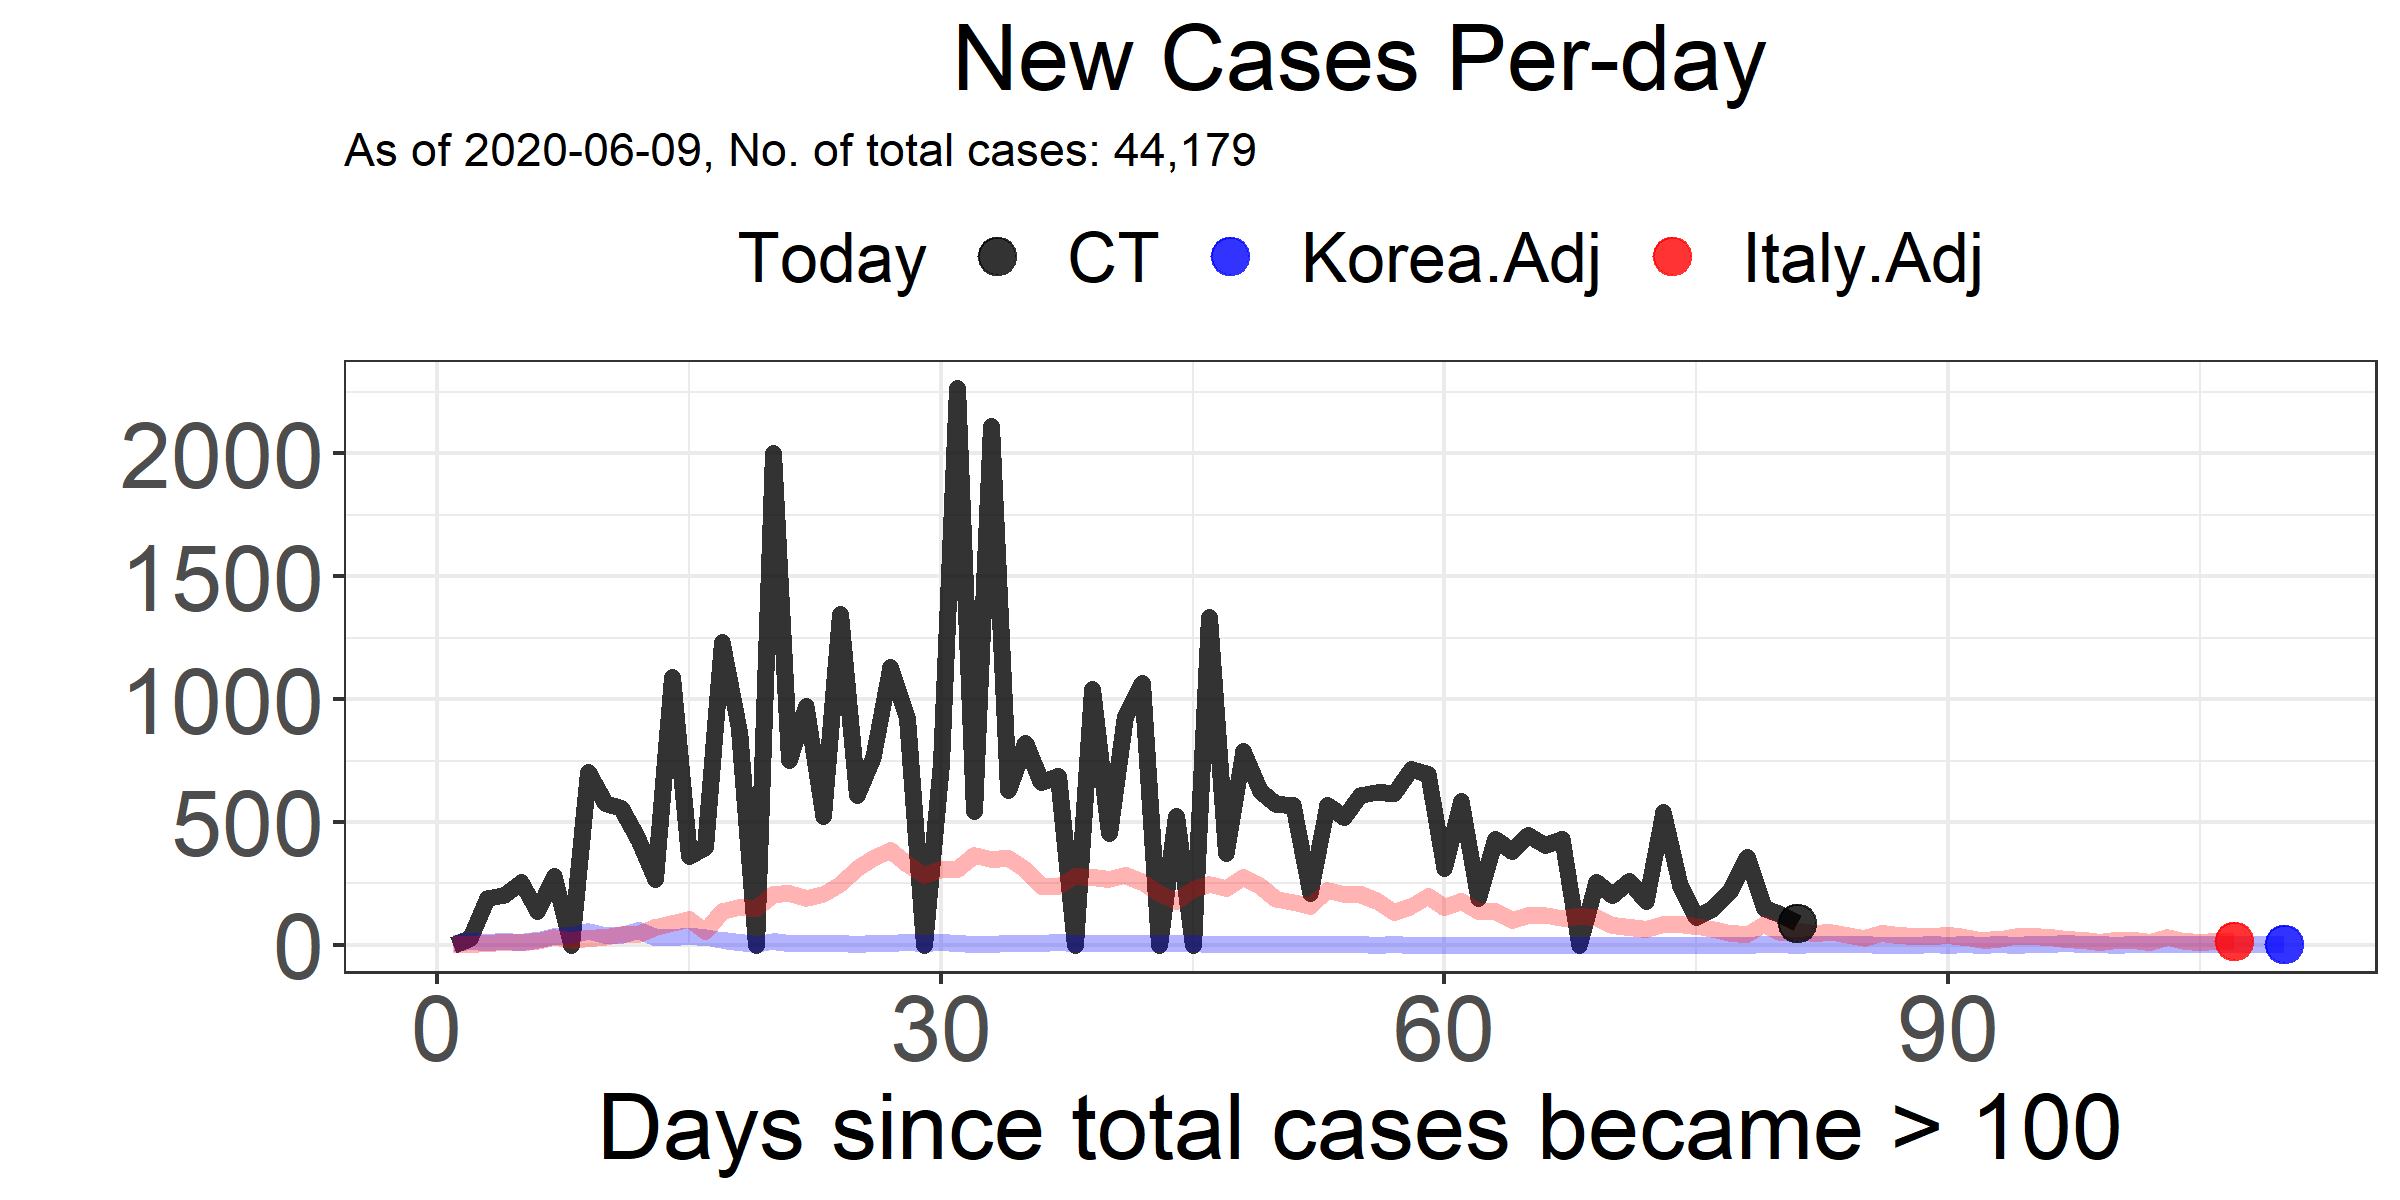 New Cases Per-day
As of 2020-06-09, No. of total cases: 44,179
Today CT Korea.Adj Italy.Adj
2000
1500
1000
500
0
0 30 60 90
Days since total cases became > 100